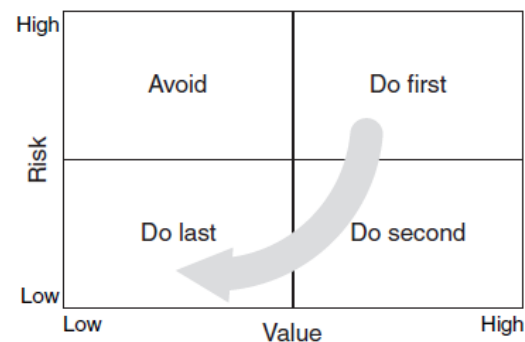 High
Avoid
Do first
Risk
Do last
Do second
Low
Low
Value
High